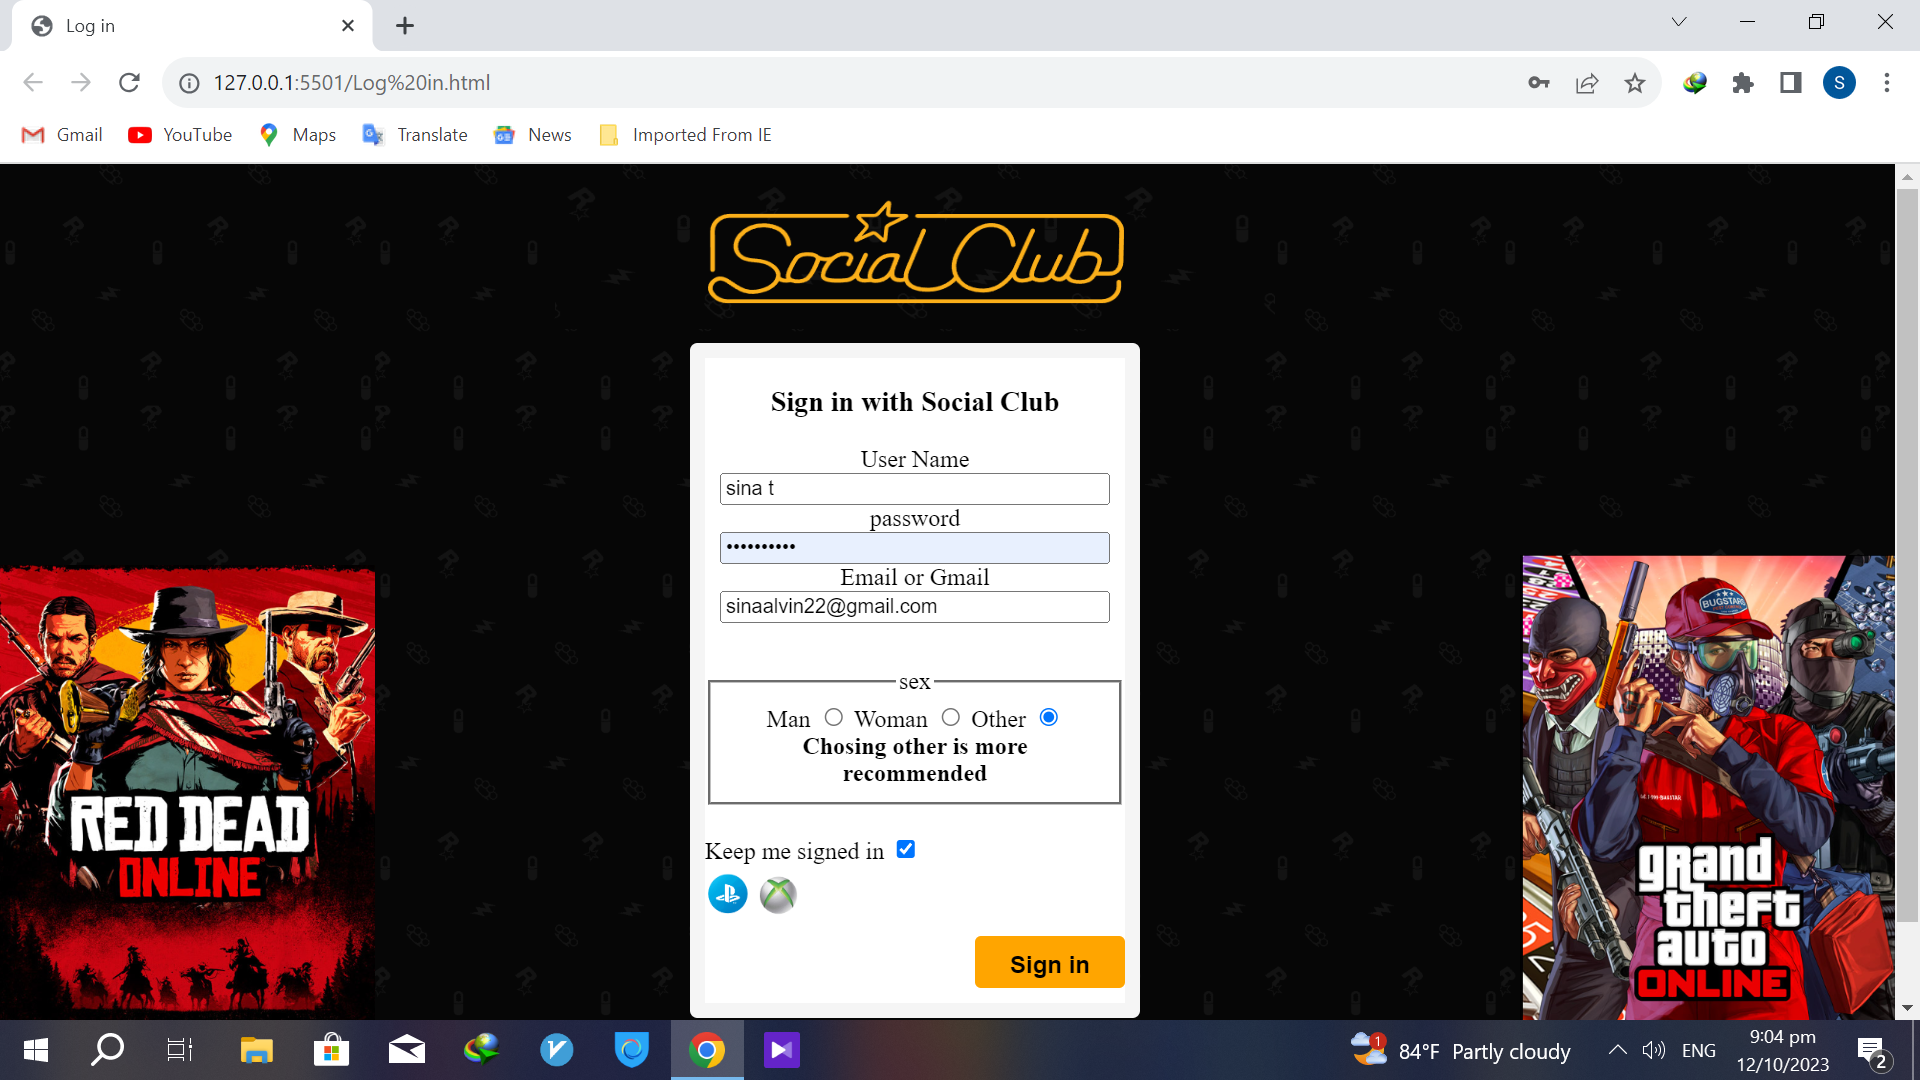 Log in
127.0.0.1:5501/Log%20in.html
S
Gmail
YouTube
Maps
Translate
News
Imported From IE
Social Club
Sign in with Social Club
User Name
sina t
password
••••••••••
Email or Gmail
sinaalvin22@gmail.com
sex
Man Woman Other
Chosing other is more
recommended
Keep me signed in
Sign in
RED DEAD
ONLINE
BUGSTARS
grand
theft
auto
ONLINE
1
84°F Partly cloudy
ENG
9:04 pm
12/10/2023
2